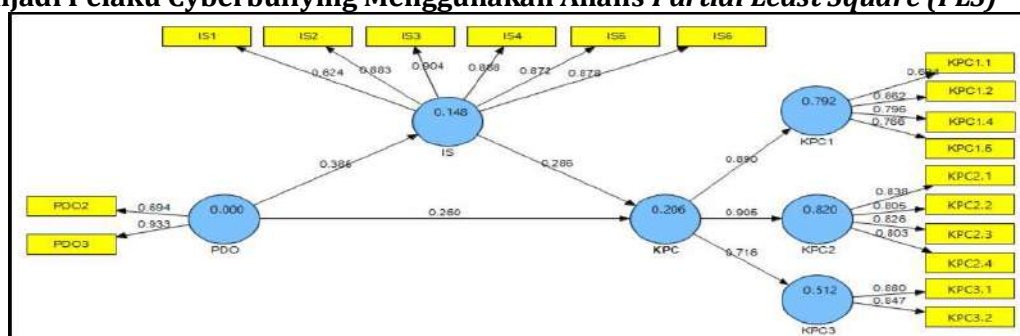 njadi Pelaku Cyberbullying Menggunakan Analis Partial Least Square (PLS)
IS1 IS2 IS3 IS4 IS5 IS6
0.624 0.883 0.904 0.888 0.872 0.878
0.148
IS
KPC1.1
KPC1.2
KPC1.4
KPC1.5
0.862
0.796
0.766
0.792
KPC1
0.385 0.285 0.890
PDO2
PDO3
0.694
0.933
0.000
PDO
0.260
0.206
KPC
0.905
0.716
0.820
KPC2
0.838
0.805
0.826
0.803
KPC2.1
KPC2.2
KPC2.3
KPC2.4
0.512
KPC3
0.880
0.847
KPC3.1
KPC3.2